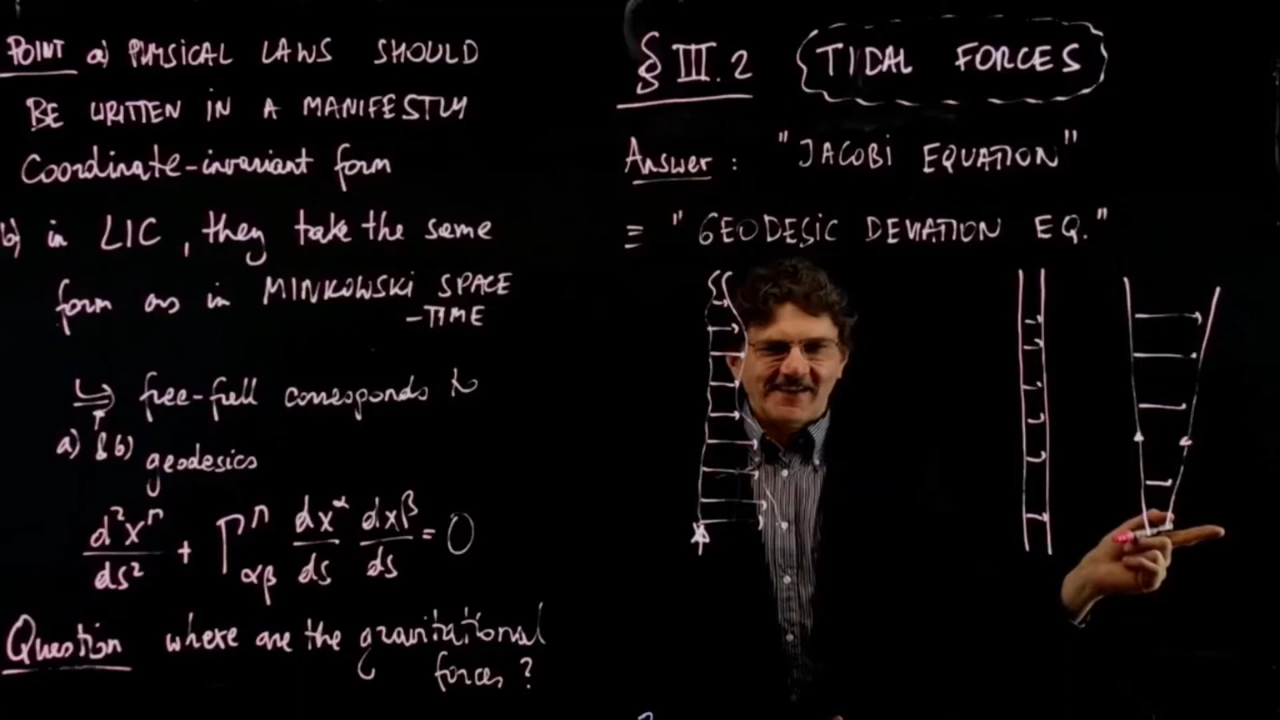 POINT a) PHYSICAL LAWS SHOULD
BE WRITTEN IN A MANIFESTLY
Coordinate-invariant form
b) in LIC, they take the same
form as in MINKOWSKI SPACE
-TIME
↳ free-fall corresponds to
a) & b)
geodesics
d²xᵑ/ds² + Γᵑ_αβ dx^α/ds dx^β/ds = 0
Question where are the gravitational
forces?
§ III.2 TIDAL FORCES
Answer: "JACOBI EQUATION"
≡ "GEODESIC DEVIATION EQ."